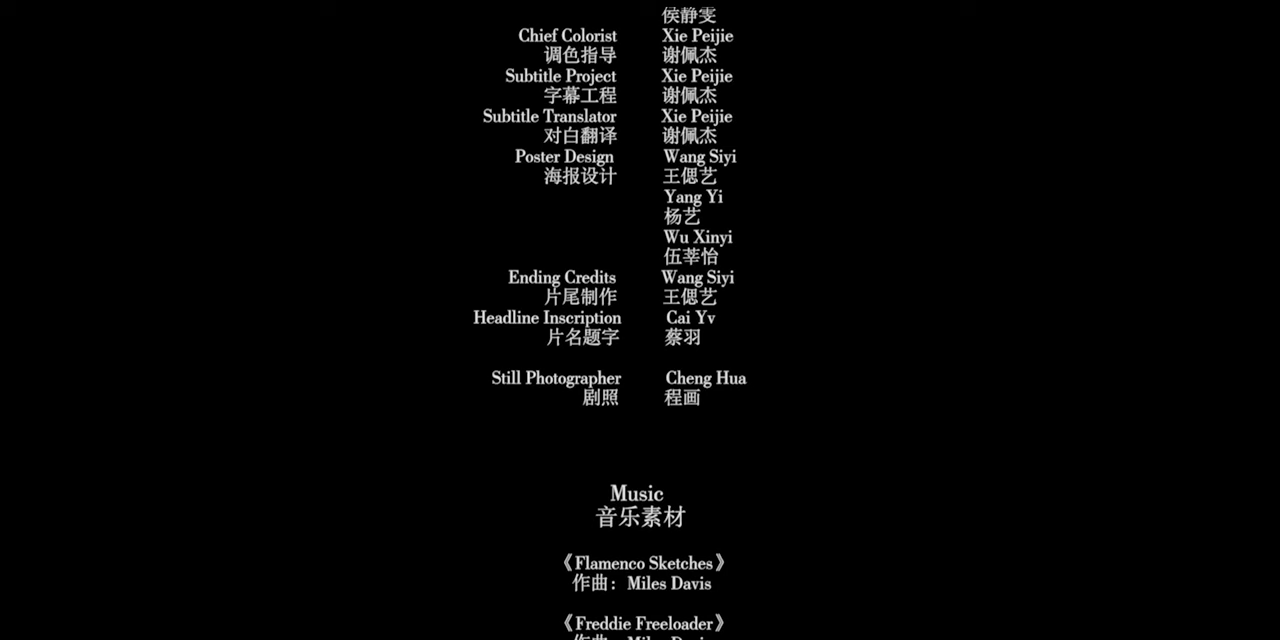 侯静雯
Chief Colorist Xie Peijie
调色指导 谢佩杰
Subtitle Project Xie Peijie
字幕工程 谢佩杰
Subtitle Translator Xie Peijie
对白翻译 谢佩杰
Poster Design Wang Siyi
海报设计 王偲艺
Yang Yi
杨艺
Wu Xinyi
伍莘怡
Ending Credits Wang Siyi
片尾制作 王偲艺
Headline Inscription Cai Yv
片名题字 蔡羽
Still Photographer Cheng Hua
剧照 程画
Music
音乐素材
《Flamenco Sketches》
作曲：Miles Davis
《Freddie Freeloader》
作曲：Miles Davis